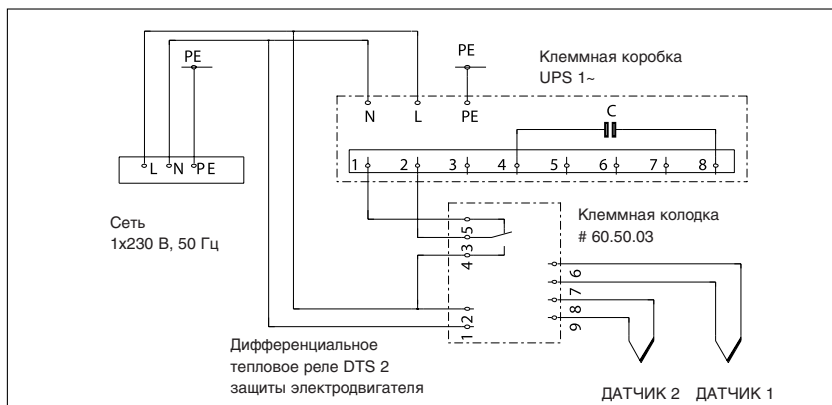 PE
PE
Клеммная коробка
UPS 1~
N L PE
C
L N PE
1 2 3 4 5 6 7 8
Сеть
1x230 В, 50 Гц
Клеммная колодка
# 60.50.03
5
3
4
6
7
8
9
2
1
Дифференциальное
тепловое реле DTS 2
защиты электродвигателя
ДАТЧИК 2 ДАТЧИК 1